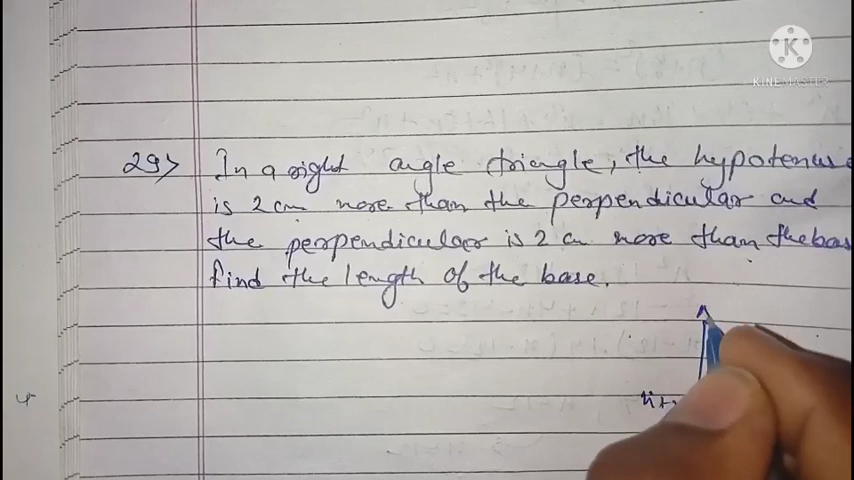 K
KINEMASTER
29> In a right angle triangle, the hypotenuse
is 2 cm more than the perpendicular and
the perpendicular is 2 cm more than the bas
find the length of the base.